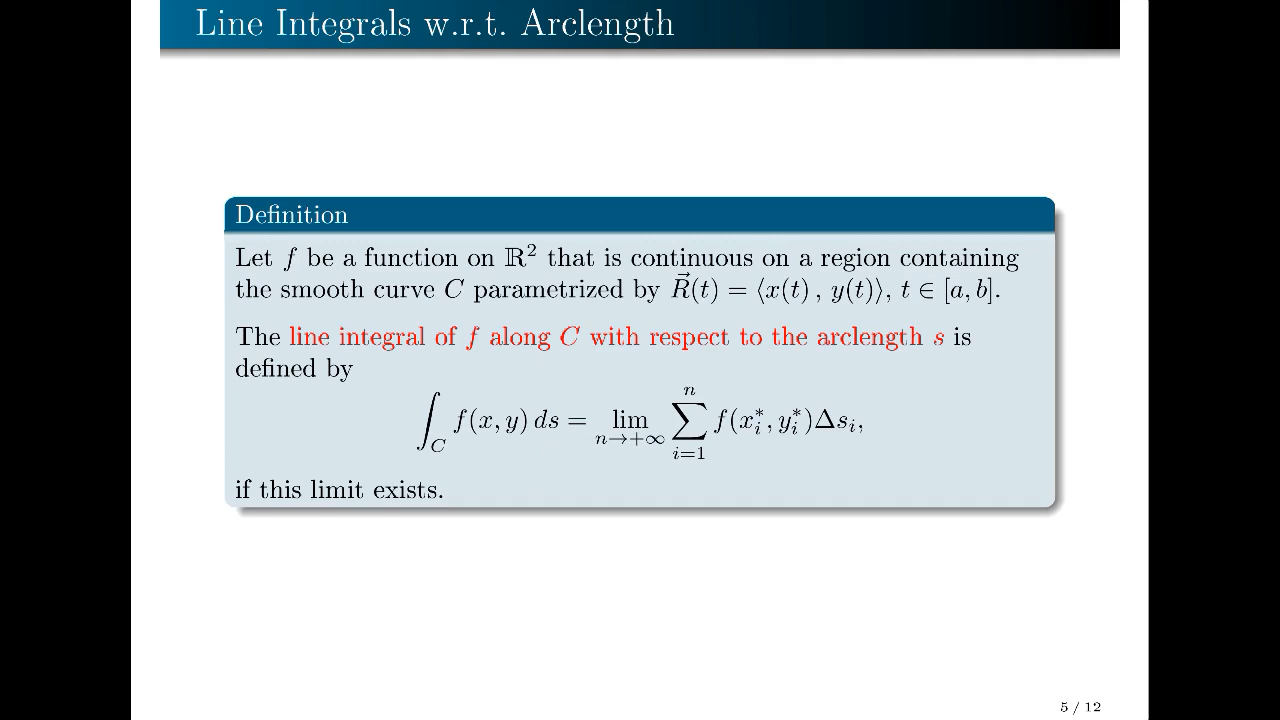 Line Integrals w.r.t. Arclength
Definition
Let f be a function on ℝ² that is continuous on a region containing
the smooth curve C parametrized by R⃗(t) = ⟨x(t) , y(t)⟩, t ∈ [a, b].
The line integral of f along C with respect to the arclength s is
defined by
∫_C f(x, y) ds = lim_{n→+∞} ∑_{i=1}^{n} f(x_i^*, y_i^*)Δs_i,
if this limit exists.
5 / 12